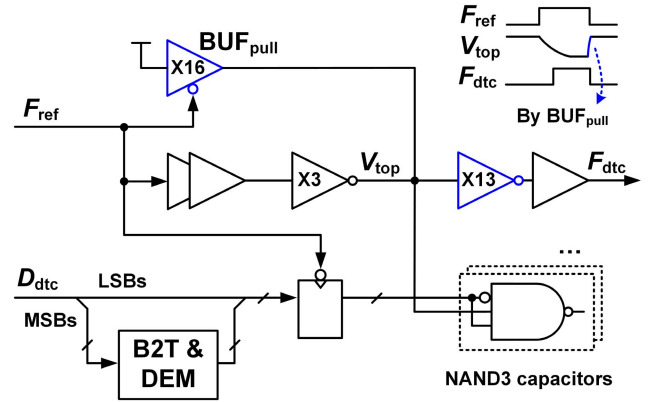 BUFpull
X16
Fref
Vtop
Fdtc
By BUFpull
Fref
X3
Vtop
X13
Fdtc
...
Ddtc
LSBs
MSBs
B2T &
DEM
NAND3 capacitors